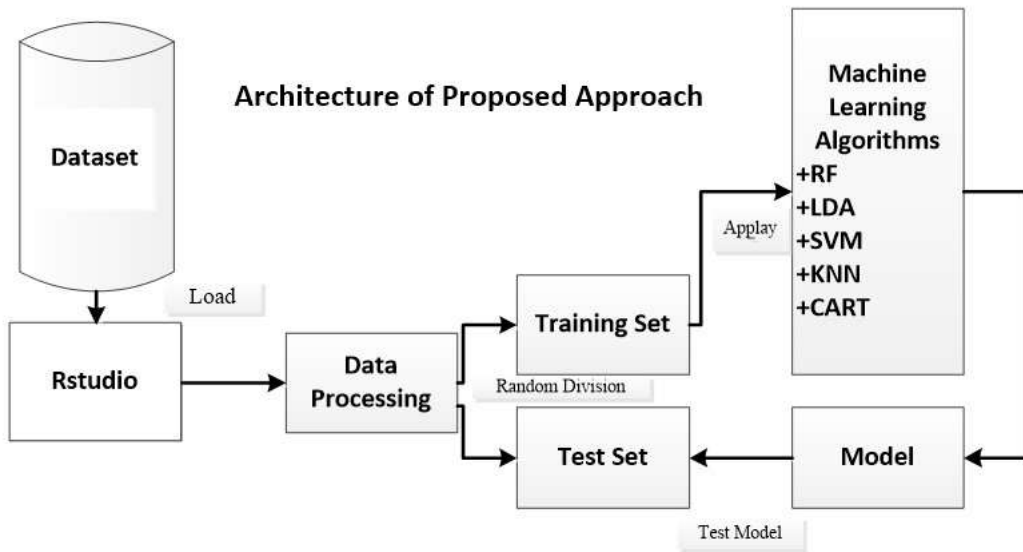 Architecture of Proposed Approach
Dataset
Load
Rstudio
Data
Processing
Random Division
Training Set
Test Set
Applay
Machine
Learning
Algorithms
+RF
+LDA
+SVM
+KNN
+CART
Model
Test Model